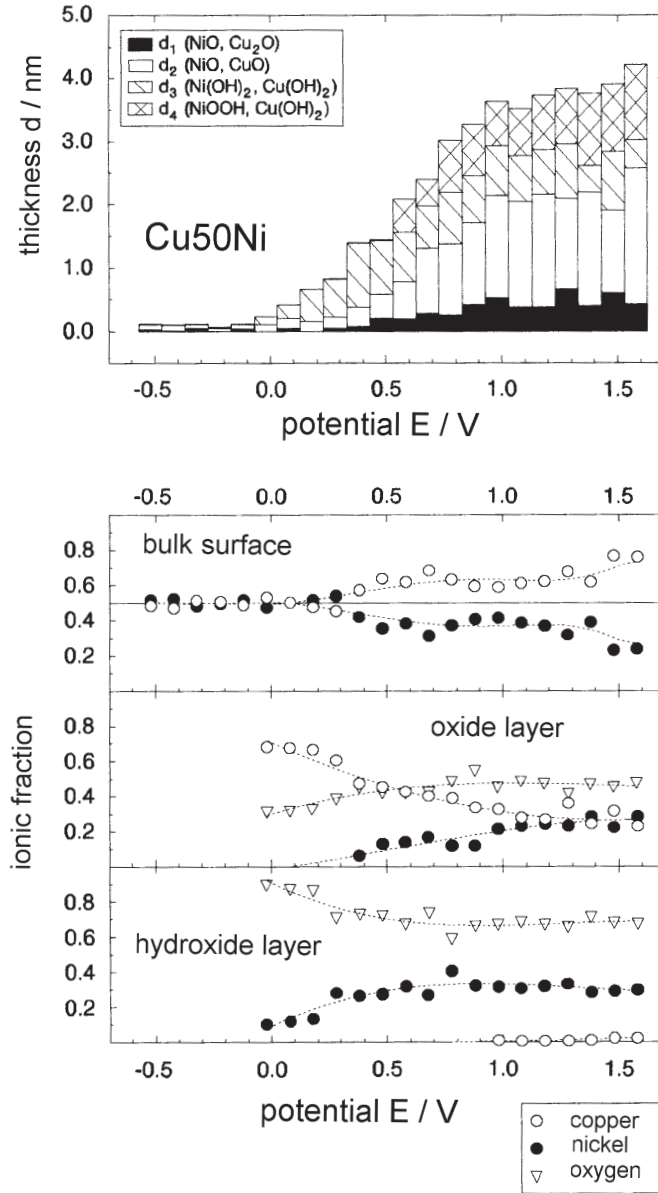 5.0
4.0
3.0
2.0
1.0
0.0
thickness d / nm
d₁ (NiO, Cu₂O)
d₂ (NiO, CuO)
d₃ (Ni(OH)₂, Cu(OH)₂)
d₄ (NiOOH, Cu(OH)₂)
Cu50Ni
-0.5 0.0 0.5 1.0 1.5
potential E / V
-0.5 0.0 0.5 1.0 1.5
bulk surface
0.8
0.6
0.4
0.2
oxide layer
0.8
0.6
0.4
0.2
ionic fraction
hydroxide layer
0.8
0.6
0.4
0.2
-0.5 0.0 0.5 1.0 1.5
potential E / V
copper
nickel
oxygen